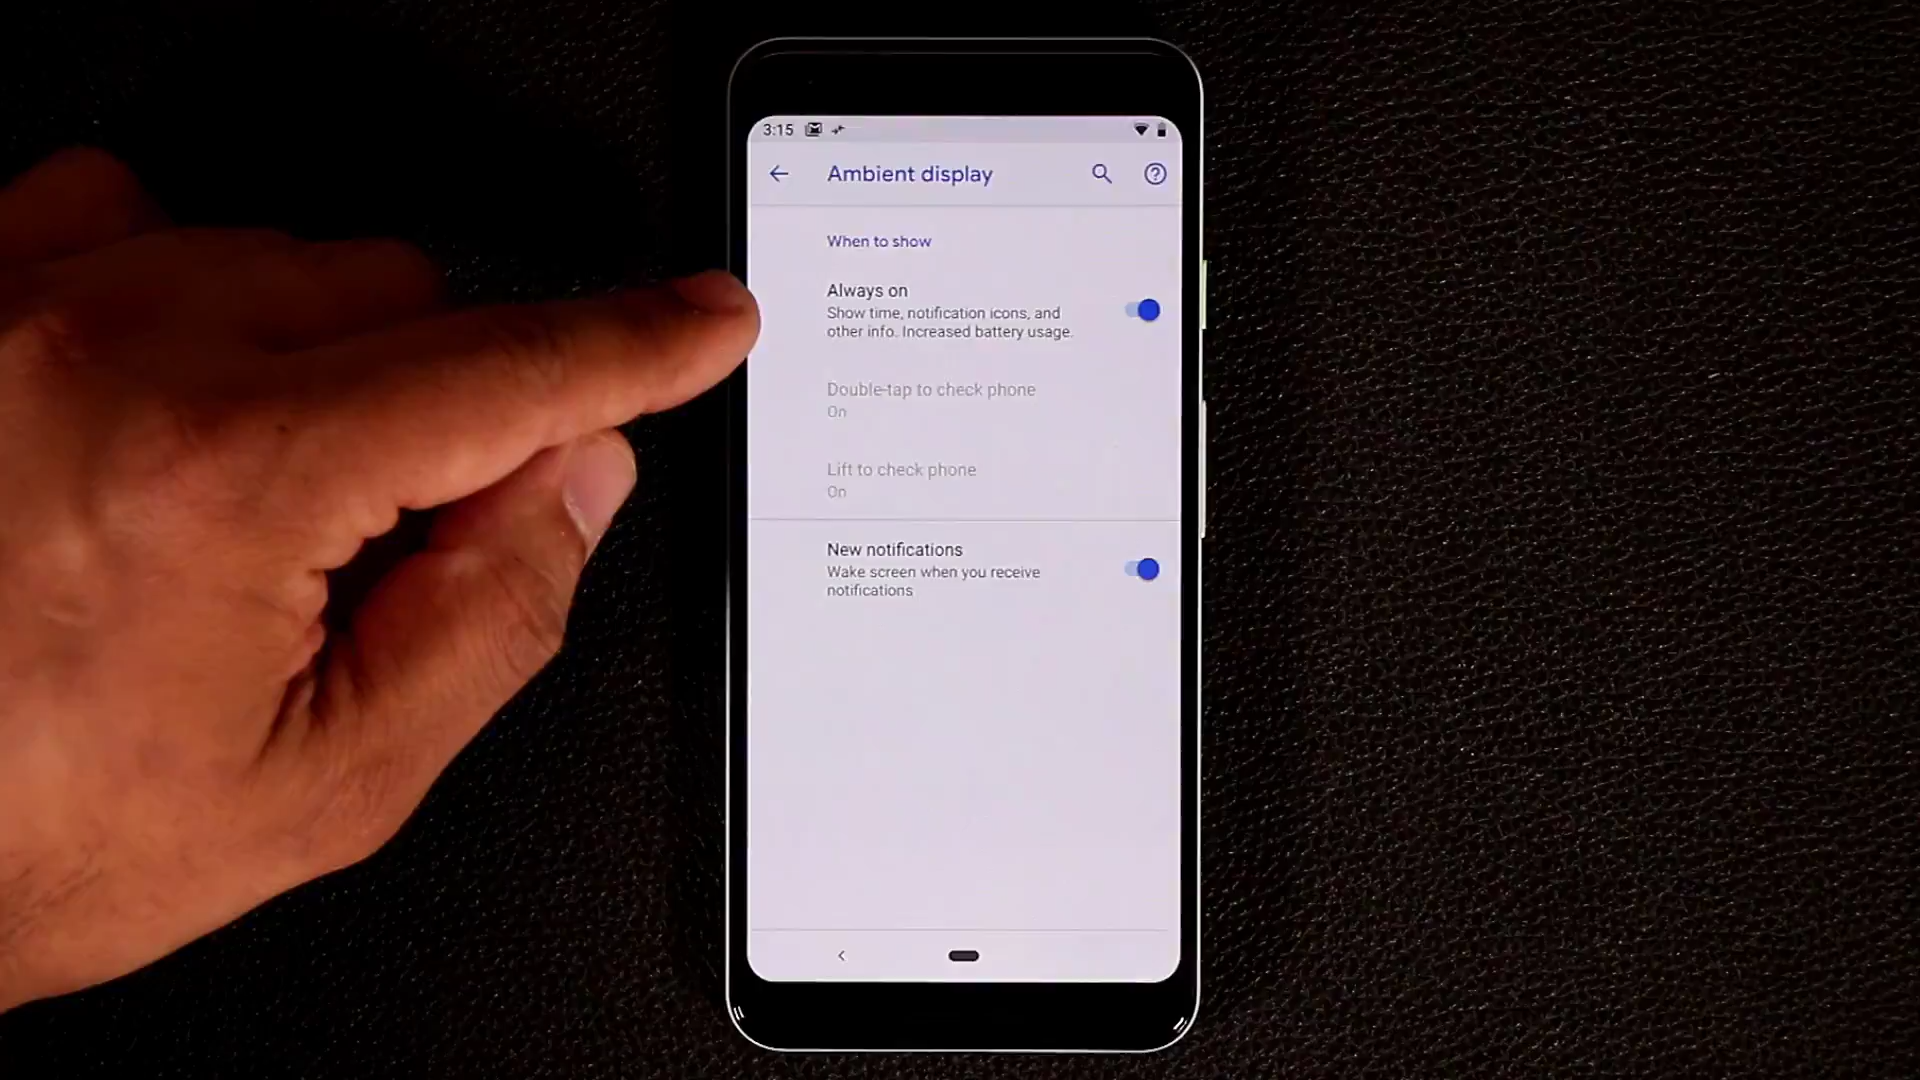 3:15
Ambient display
When to show
Always on
Show time, notification icons, and
other info. Increased battery usage.
Double-tap to check phone
On
Lift to check phone
On
New notifications
Wake screen when you receive
notifications